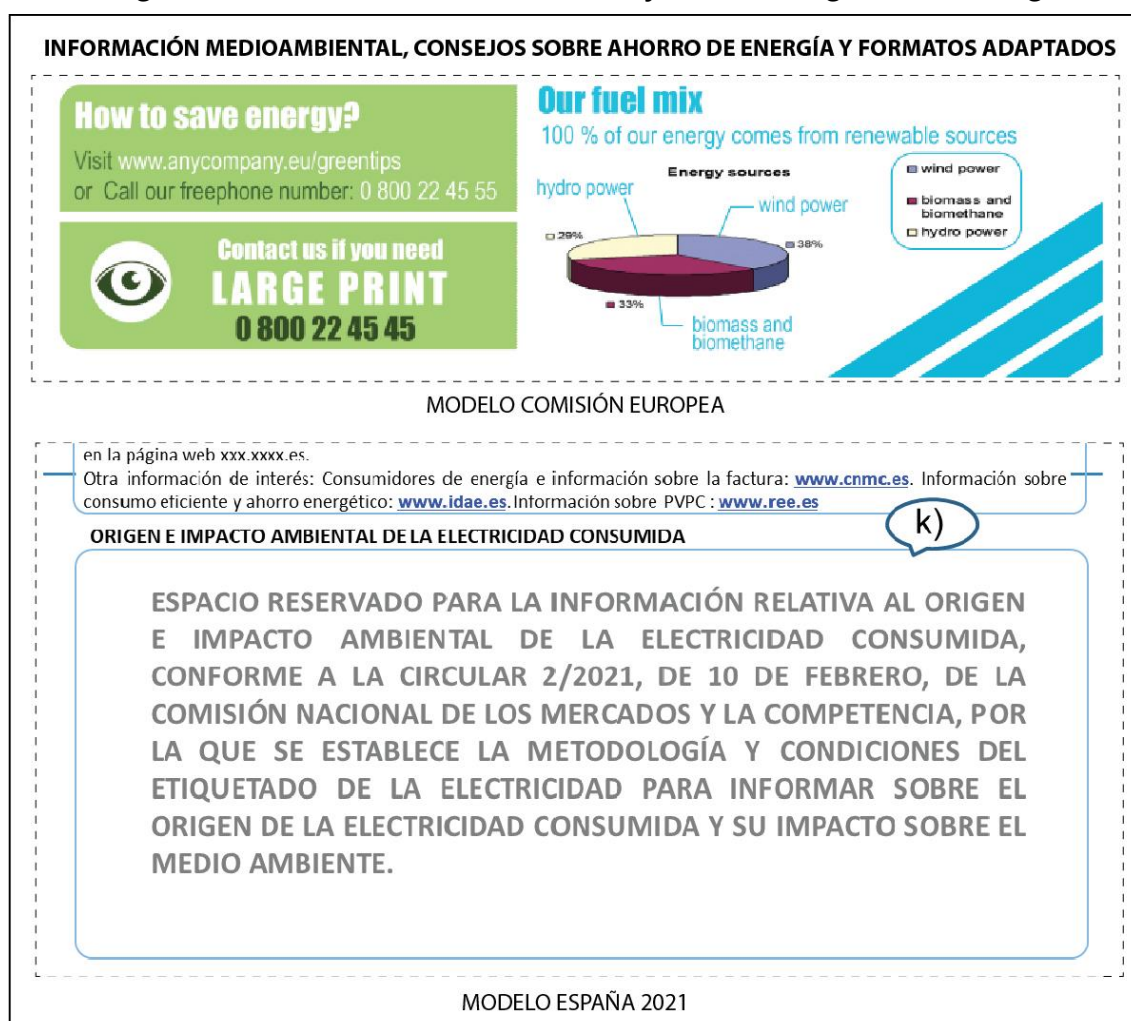 INFORMACIÓN MEDIOAMBIENTAL, CONSEJOS SOBRE AHORRO DE ENERGÍA Y FORMATOS ADAPTADOS
How to save energy?
Visit www.anycompany.eu/greentips
or Call our freephone number: 0 800 22 45 55
Contact us if you need
LARGE PRINT
0 800 22 45 45
Our fuel mix
100 % of our energy comes from renewable sources
Energy sources
hydro power
wind power
29%
38%
33%
biomass and
biomethane
wind power
biomass and
biomethane
hydro power
MODELO COMISIÓN EUROPEA
en la página web xxx.xxxx.es.
Otra información de interés: Consumidores de energía e información sobre la factura: www.cnmc.es. Información sobre
consumo eficiente y ahorro energético: www.idae.es.Información sobre PVPC : www.ree.es
k)
ORIGEN E IMPACTO AMBIENTAL DE LA ELECTRICIDAD CONSUMIDA
ESPACIO RESERVADO PARA LA INFORMACIÓN RELATIVA AL ORIGEN
E IMPACTO AMBIENTAL DE LA ELECTRICIDAD CONSUMIDA,
CONFORME A LA CIRCULAR 2/2021, DE 10 DE FEBRERO, DE LA
COMISIÓN NACIONAL DE LOS MERCADOS Y LA COMPETENCIA, POR
LA QUE SE ESTABLECE LA METODOLOGÍA Y CONDICIONES DEL
ETIQUETADO DE LA ELECTRICIDAD PARA INFORMAR SOBRE EL
ORIGEN DE LA ELECTRICIDAD CONSUMIDA Y SU IMPACTO SOBRE EL
MEDIO AMBIENTE.
MODELO ESPAÑA 2021